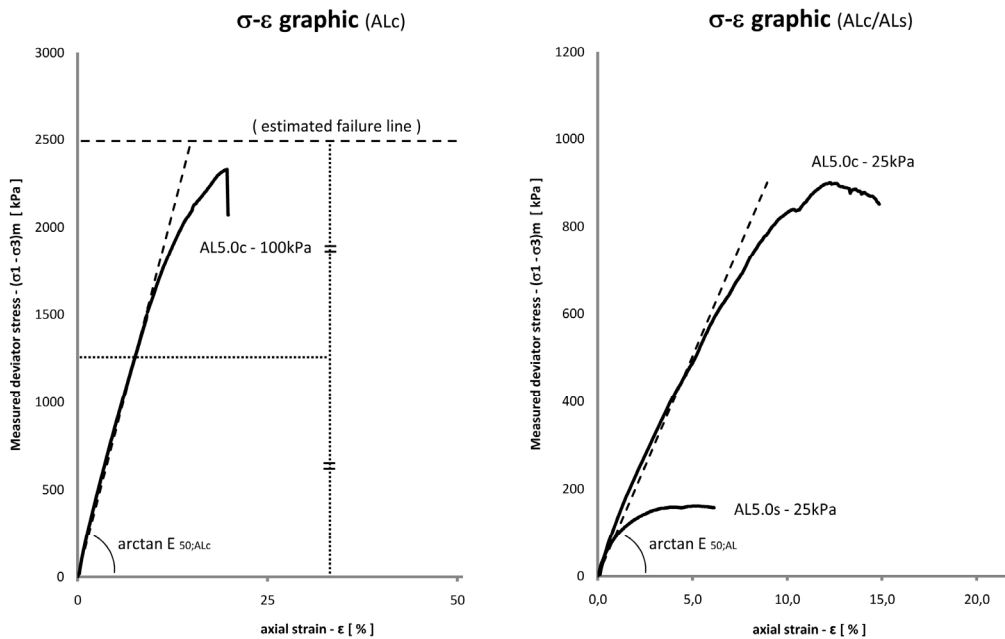 σ-ε graphic (ALc)
Measured deviator stress - (σ1 - σ3)m [ kPa ]
3000
2500
2000
1500
1000
500
0
( estimated failure line )
AL5.0c - 100kPa
arctan E 50;ALc
0
25
50
axial strain - ε [ % ]
σ-ε graphic (ALc/ALs)
Measured deviator stress - (σ1 - σ3)m [ kPa ]
1200
1000
800
600
400
200
0
AL5.0c - 25kPa
AL5.0s - 25kPa
arctan E 50;AL
0,0
5,0
10,0
15,0
20,0
axial strain - ε [ % ]